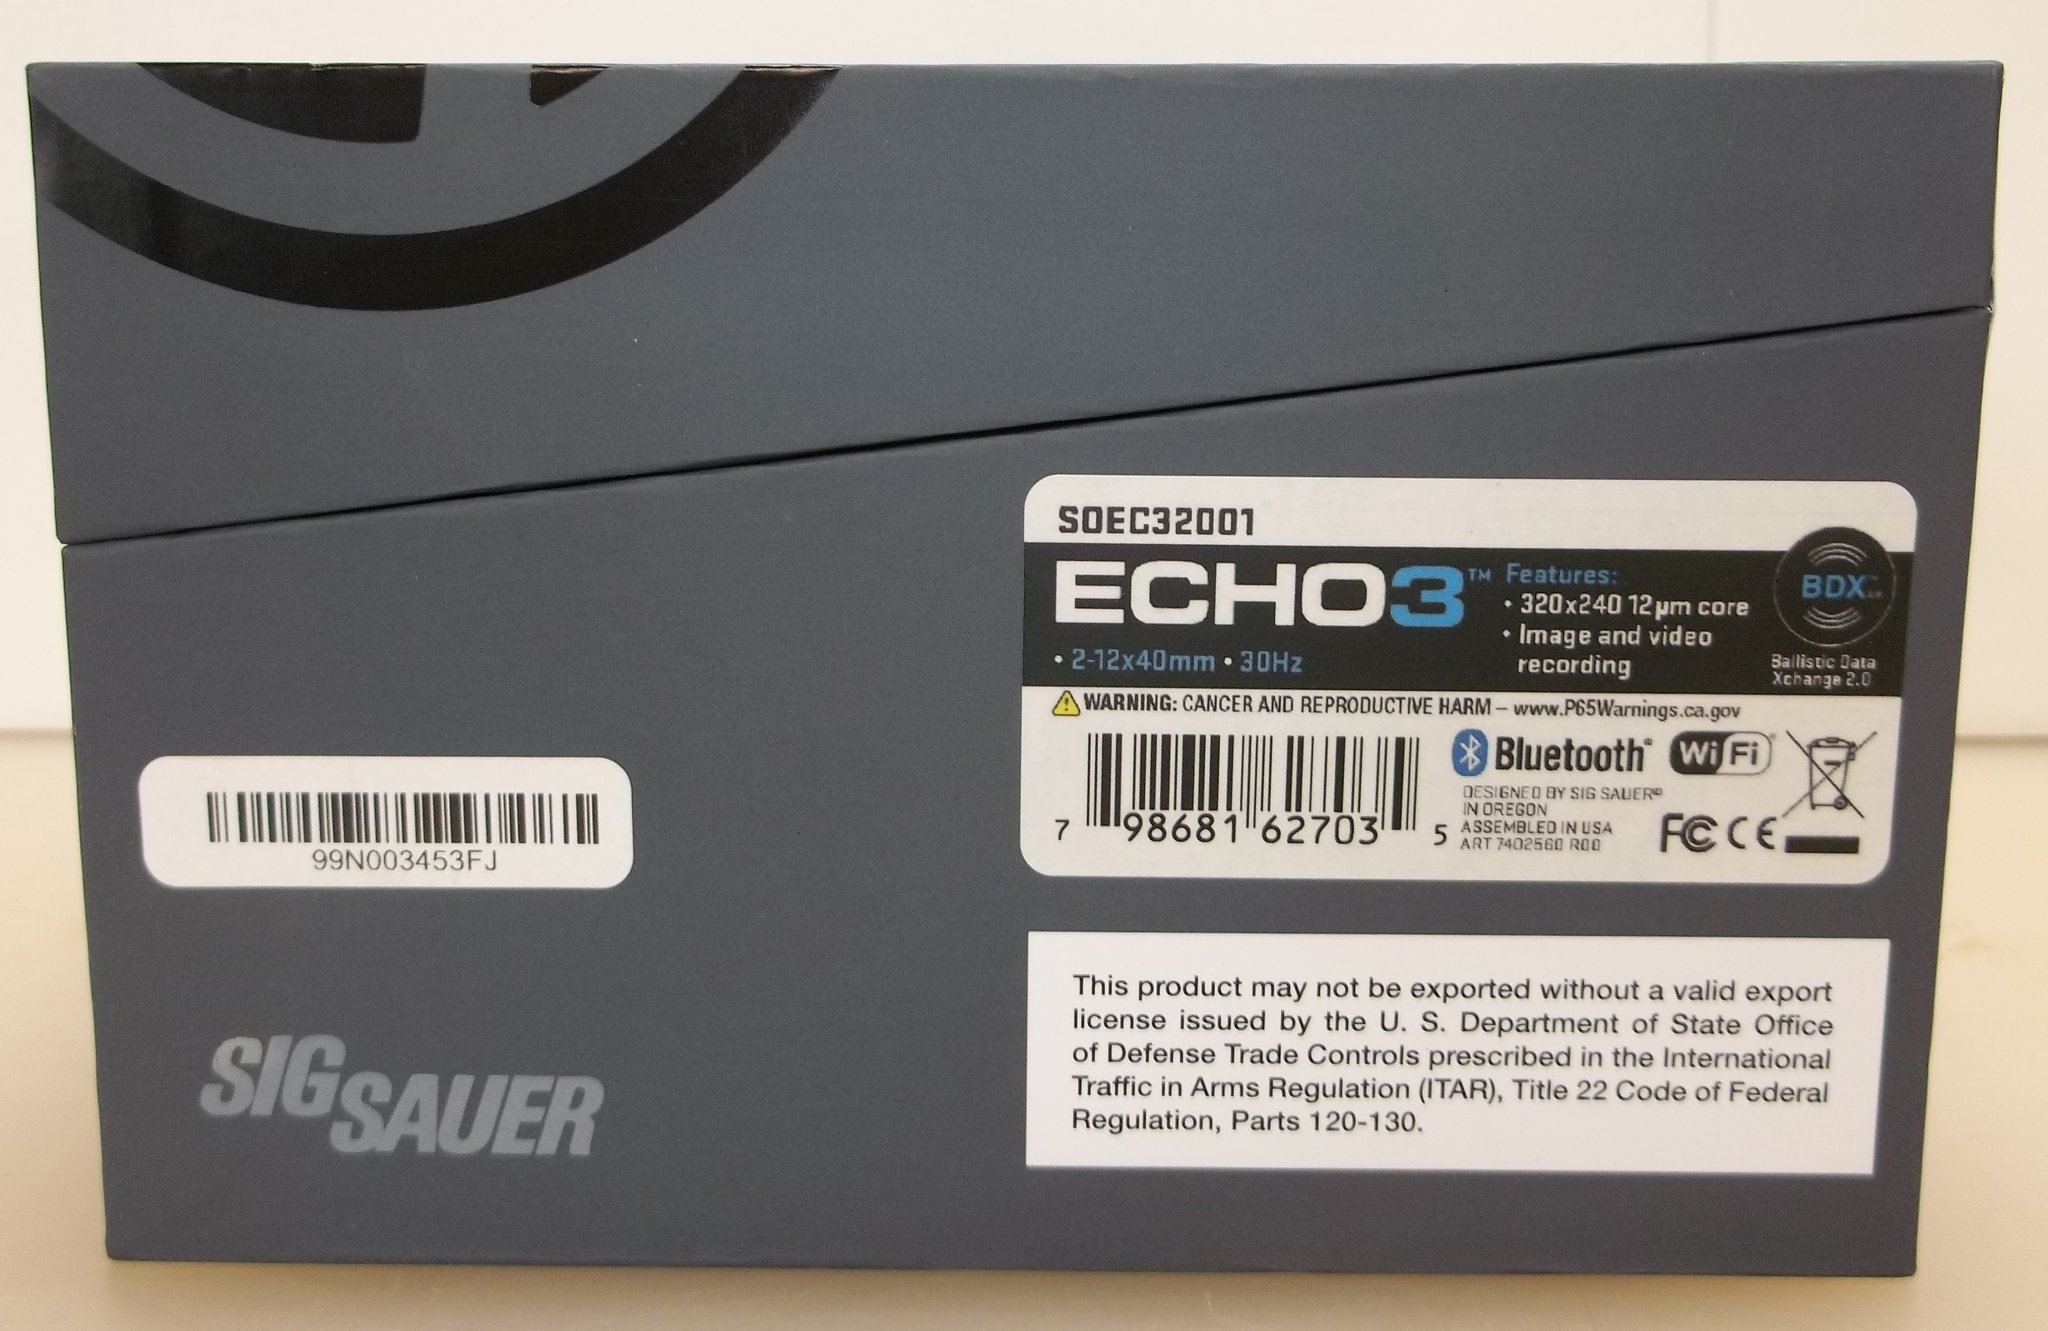 SOEC32001
ECHO3™
• 2-12x40mm • 30Hz
Features:
• 320x240 12µm core
• Image and video
recording
BDX™
Ballistic Data
Xchange 2.0
WARNING: CANCER AND REPRODUCTIVE HARM – www.P65Warnings.ca.gov
7 98681 62703 5
Bluetooth®
WiFi
DESIGNED BY SIG SAUER®
IN OREGON
ASSEMBLED IN USA
ART 7402560 R00
FC CE
99N003453FJ
SIG SAUER
This product may not be exported without a valid export
license issued by the U. S. Department of State Office
of Defense Trade Controls prescribed in the International
Traffic in Arms Regulation (ITAR), Title 22 Code of Federal
Regulation, Parts 120-130.